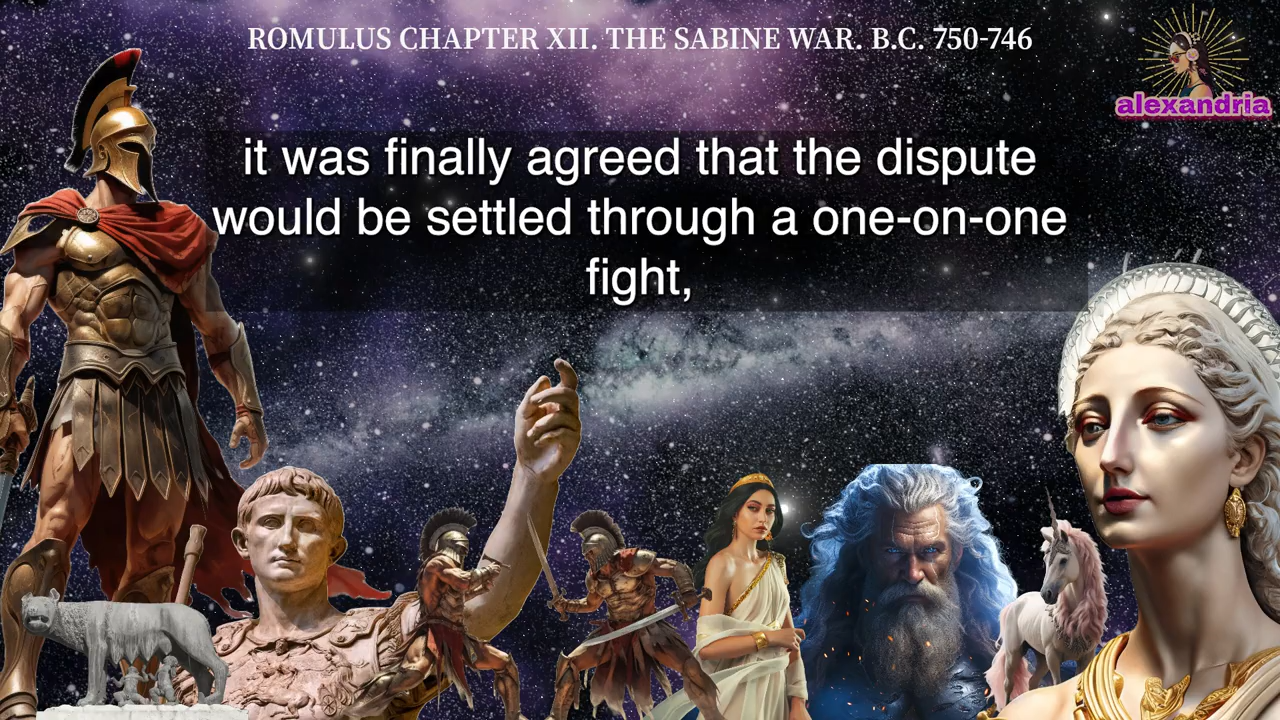 ROMULUS CHAPTER XII. THE SABINE WAR. B.C. 750-746
alexandria
it was finally agreed that the dispute
would be settled through a one-on-one
fight,